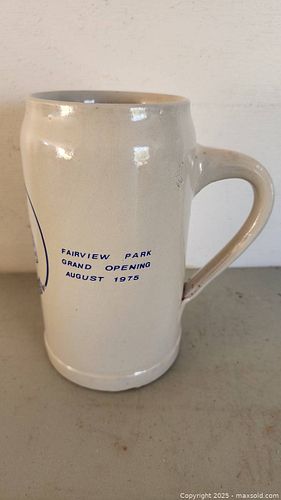 FAIRVIEW PARK
GRAND OPENING
AUGUST 1975
Copyright © 2025 - maxsold.com